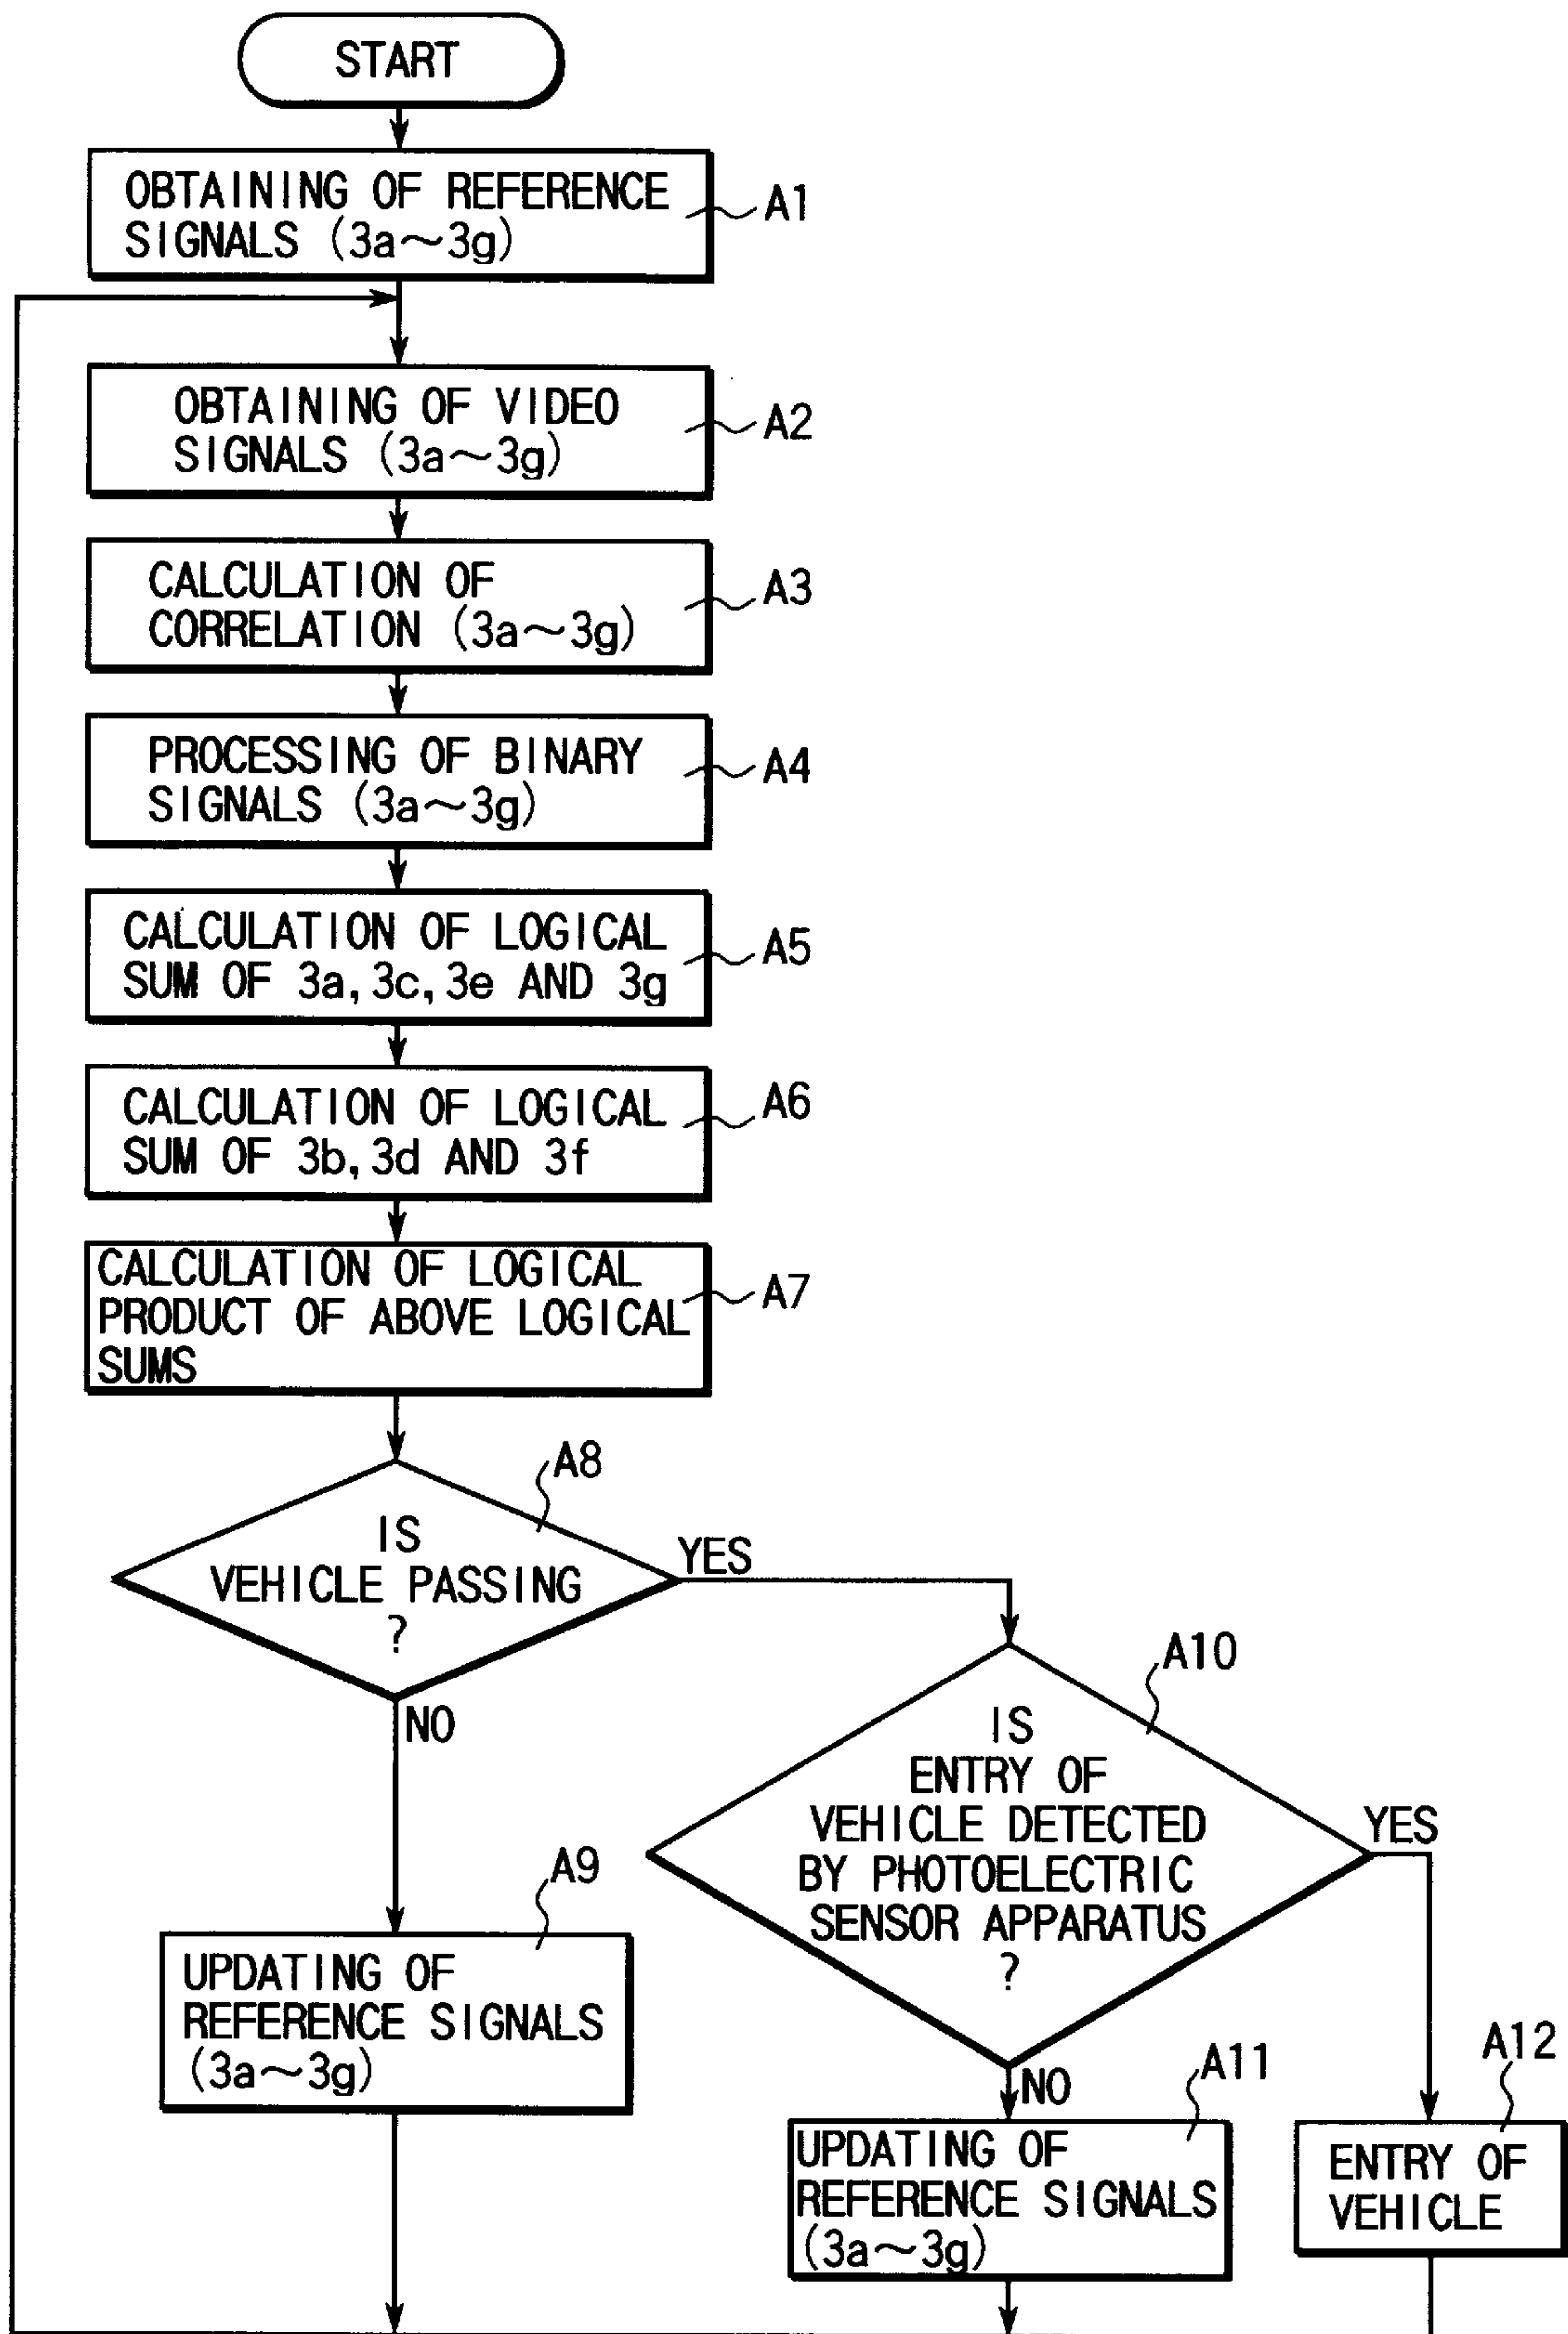 START
OBTAINING OF REFERENCE
SIGNALS (3a~3g)
A1
OBTAINING OF VIDEO
SIGNALS (3a~3g)
A2
CALCULATION OF
CORRELATION (3a~3g)
A3
PROCESSING OF BINARY
SIGNALS (3a~3g)
A4
CALCULATION OF LOGICAL
SUM OF 3a, 3c, 3e AND 3g
A5
CALCULATION OF LOGICAL
SUM OF 3b, 3d AND 3f
A6
CALCULATION OF LOGICAL
PRODUCT OF ABOVE LOGICAL
SUMS
A7
A8
IS
VEHICLE PASSING
?
YES
NO
A10
IS
ENTRY OF
VEHICLE DETECTED
BY PHOTOELECTRIC
SENSOR APPARATUS
?
YES
NO
A9
UPDATING OF
REFERENCE SIGNALS
(3a~3g)
A11
UPDATING OF
REFERENCE SIGNALS
(3a~3g)
A12
ENTRY OF
VEHICLE